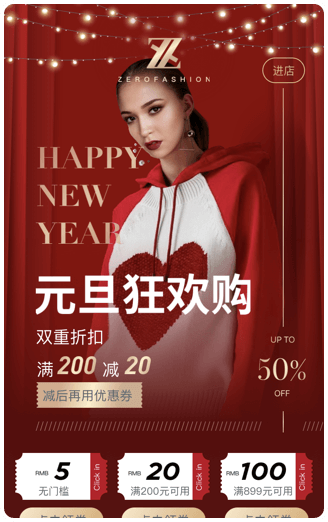 ZEROFASHION
进店
HAPPY
NEW
YEAR
元旦狂欢购
双重折扣
满 200 减 20
减后再用优惠券
UP TO
50%
OFF
RMB 5
无门槛
Click in
RMB 20
满200元可用
Click in
RMB 100
满899元可用
Click in